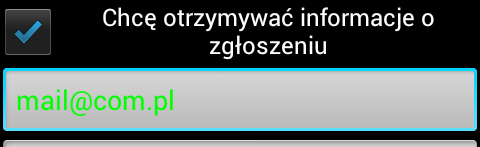 Chcę otrzymywać informacje o
zgłoszeniu
mail@com.pl